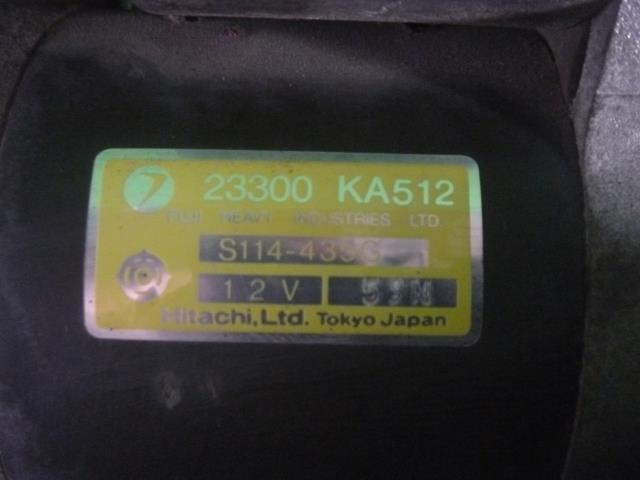 23300 KA512
FUJI HEAVY INDUSTRIES LTD.
12V
Hitachi, Ltd. Tokyo Japan